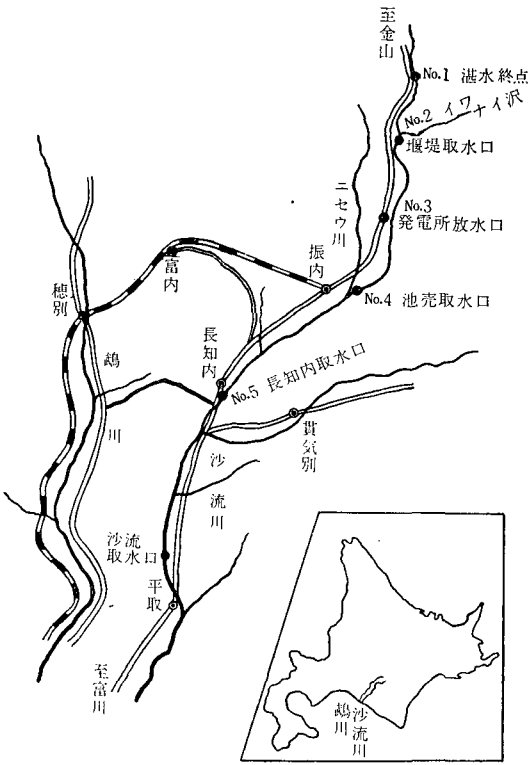 至金山
No.1 湛水終点
No.2 イワナイ沢
堰堤取水口
ニセウ川
No.3
発電所放水口
振内
富内
No.4 池売取水口
穂別
長知内
No.5 長知内取水口
鵡川
貫気別
沙流川
沙流
取水口
平取
至富川
鵡川
沙流川